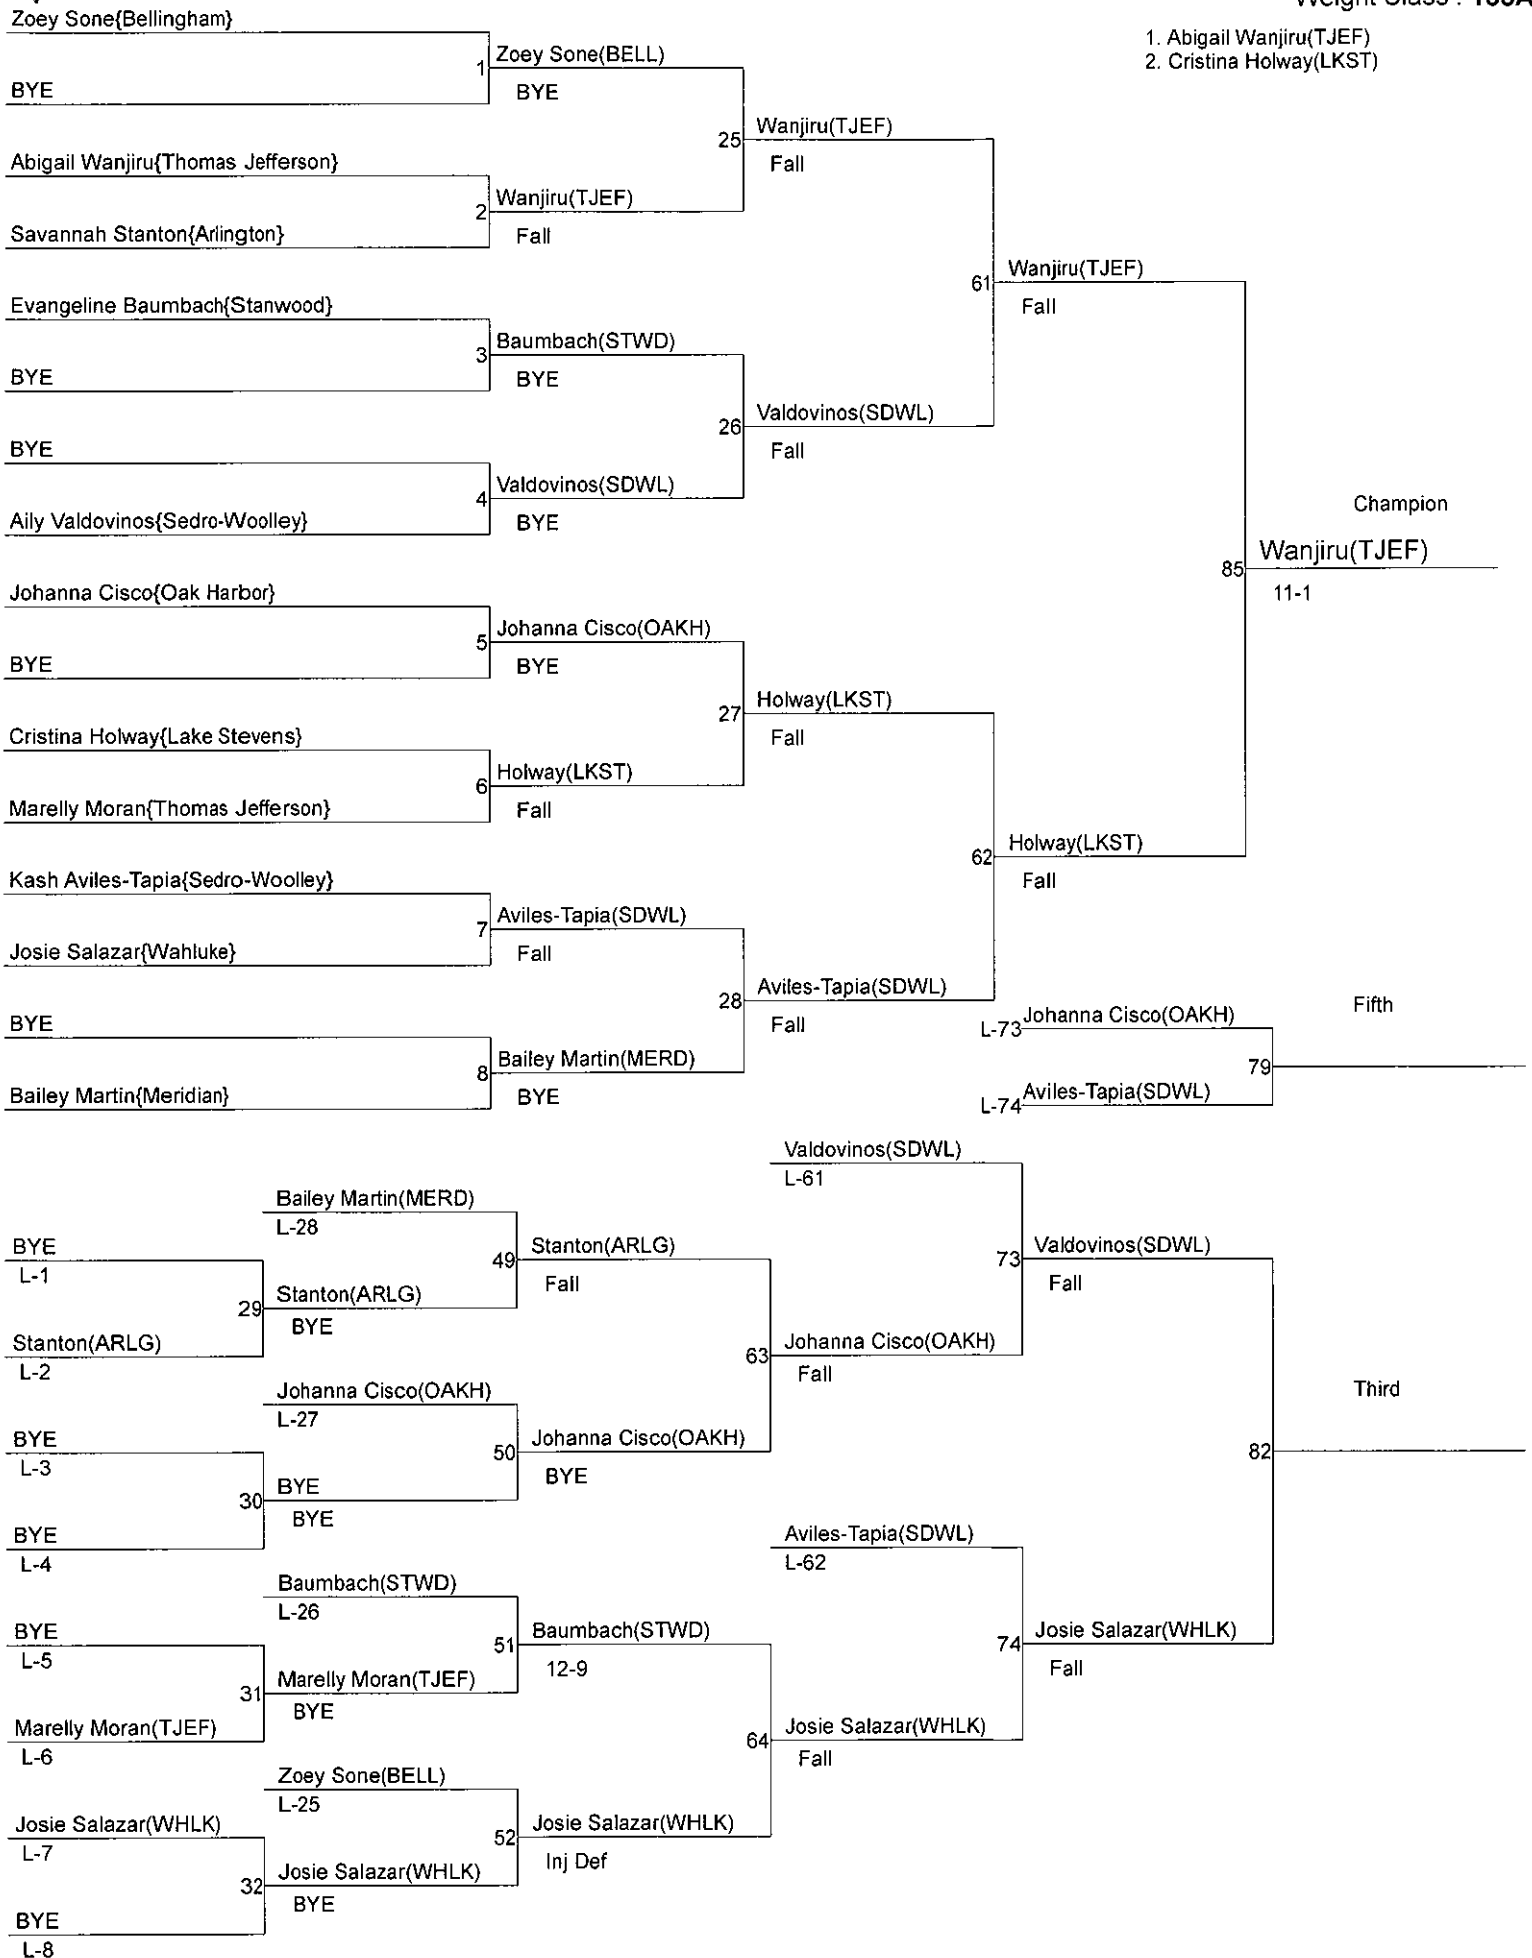 Zoey Sone{Bellingham}
1. Abigail Wanjiru(TJEF)
2. Cristina Holway(LKST)
1
Zoey Sone(BELL)
BYE
BYE
25
Wanjiru(TJEF)
Fall
Abigail Wanjiru{Thomas Jefferson}
2
Wanjiru(TJEF)
Fall
Savannah Stanton{Arlington}
61
Wanjiru(TJEF)
Fall
Evangeline Baumbach{Stanwood}
3
Baumbach(STWD)
BYE
BYE
26
Valdovinos(SDWL)
Fall
BYE
4
Valdovinos(SDWL)
BYE
Aily Valdovinos{Sedro-Woolley}
Champion
85
Wanjiru(TJEF)
11-1
Johanna Cisco{Oak Harbor}
5
Johanna Cisco(OAKH)
BYE
BYE
27
Holway(LKST)
Fall
Cristina Holway{Lake Stevens}
6
Holway(LKST)
Fall
Marelly Moran{Thomas Jefferson}
62
Holway(LKST)
Fall
Kash Aviles-Tapia{Sedro-Woolley}
7
Aviles-Tapia(SDWL)
Fall
Josie Salazar{Wahluke}
28
Aviles-Tapia(SDWL)
Fall
BYE
8
Bailey Martin(MERD)
BYE
Bailey Martin{Meridian}
Fifth
L-73
Johanna Cisco(OAKH)
79
L-74
Aviles-Tapia(SDWL)
Valdovinos(SDWL)
L-61
Bailey Martin(MERD)
L-28
BYE
L-1
49
Stanton(ARLG)
Fall
73
Valdovinos(SDWL)
Fall
29
Stanton(ARLG)
BYE
Stanton(ARLG)
L-2
63
Johanna Cisco(OAKH)
Fall
Johanna Cisco(OAKH)
L-27
Third
BYE
L-3
50
Johanna Cisco(OAKH)
BYE
82
30
BYE
BYE
BYE
L-4
Aviles-Tapia(SDWL)
L-62
Baumbach(STWD)
L-26
BYE
L-5
51
Baumbach(STWD)
12-9
74
Josie Salazar(WHLK)
Fall
31
Marelly Moran(TJEF)
BYE
Marelly Moran(TJEF)
L-6
64
Josie Salazar(WHLK)
Fall
Zoey Sone(BELL)
L-25
Josie Salazar(WHLK)
L-7
52
Josie Salazar(WHLK)
Inj Def
32
Josie Salazar(WHLK)
BYE
BYE
L-8